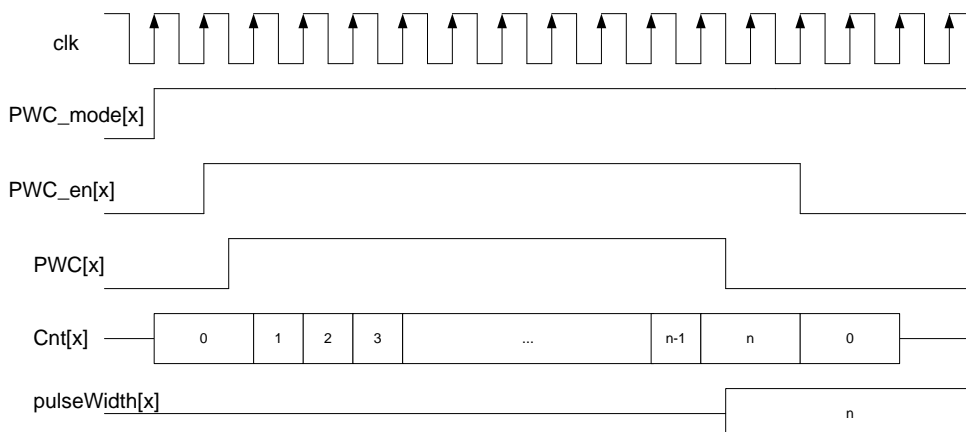 clk
PWC_mode[x]
PWC_en[x]
PWC[x]
Cnt[x] 0 1 2 3 ... n-1 n 0
pulseWidth[x] n